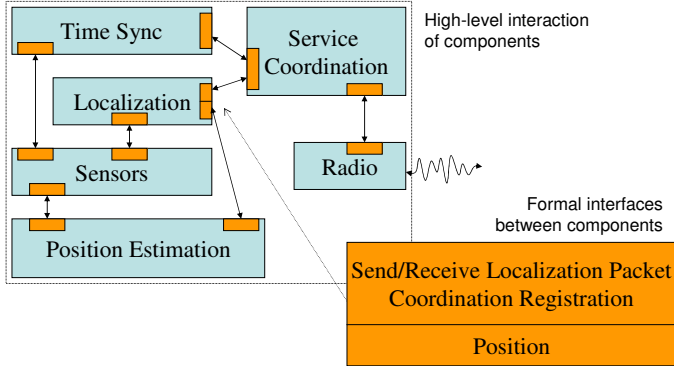 Time Sync
Service
Coordination
High-level interaction
of components
Localization
Sensors
Radio
Position Estimation
Formal interfaces
between components
Send/Receive Localization Packet
Coordination Registration
Position